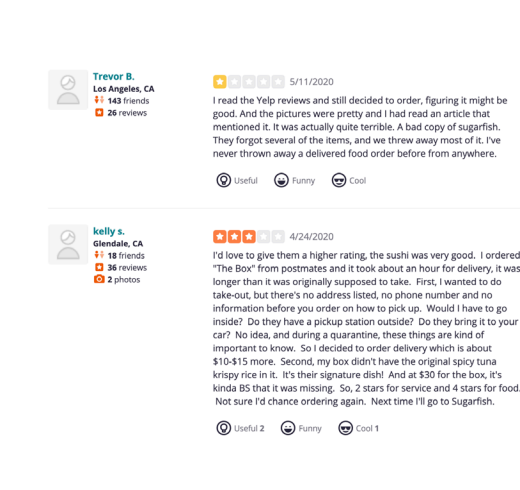 Trevor B.
Los Angeles, CA
143 friends
26 reviews
5/11/2020
I read the Yelp reviews and still decided to order, figuring it might be
good. And the pictures were pretty and I had read an article that
mentioned it. It was actually quite terrible. A bad copy of sugarfish.
They forgot several of the items, and we threw away most of it. I've
never thrown away a delivered food order before from anywhere.
Useful Funny Cool
kelly s.
Glendale, CA
18 friends
36 reviews
2 photos
4/24/2020
I'd love to give them a higher rating, the sushi was very good.  I ordered
"The Box" from postmates and it took about an hour for delivery, it was
longer than it was originally supposed to take.  First, I wanted to do
take-out, but there's no address listed, no phone number and no
information before you order on how to pick up.  Would I have to go
inside?  Do they have a pickup station outside?  Do they bring it to your
car?  No idea, and during a quarantine, these things are kind of
important to know.  So I decided to order delivery which is about
$10-$15 more.  Second, my box didn't have the original spicy tuna
krispy rice in it.  It's their signature dish!  And at $30 for the box, it's
kinda BS that it was missing.  So, 2 stars for service and 4 stars for food.
Not sure I'd chance ordering again.  Next time I'll go to Sugarfish.
Useful 2 Funny Cool 1